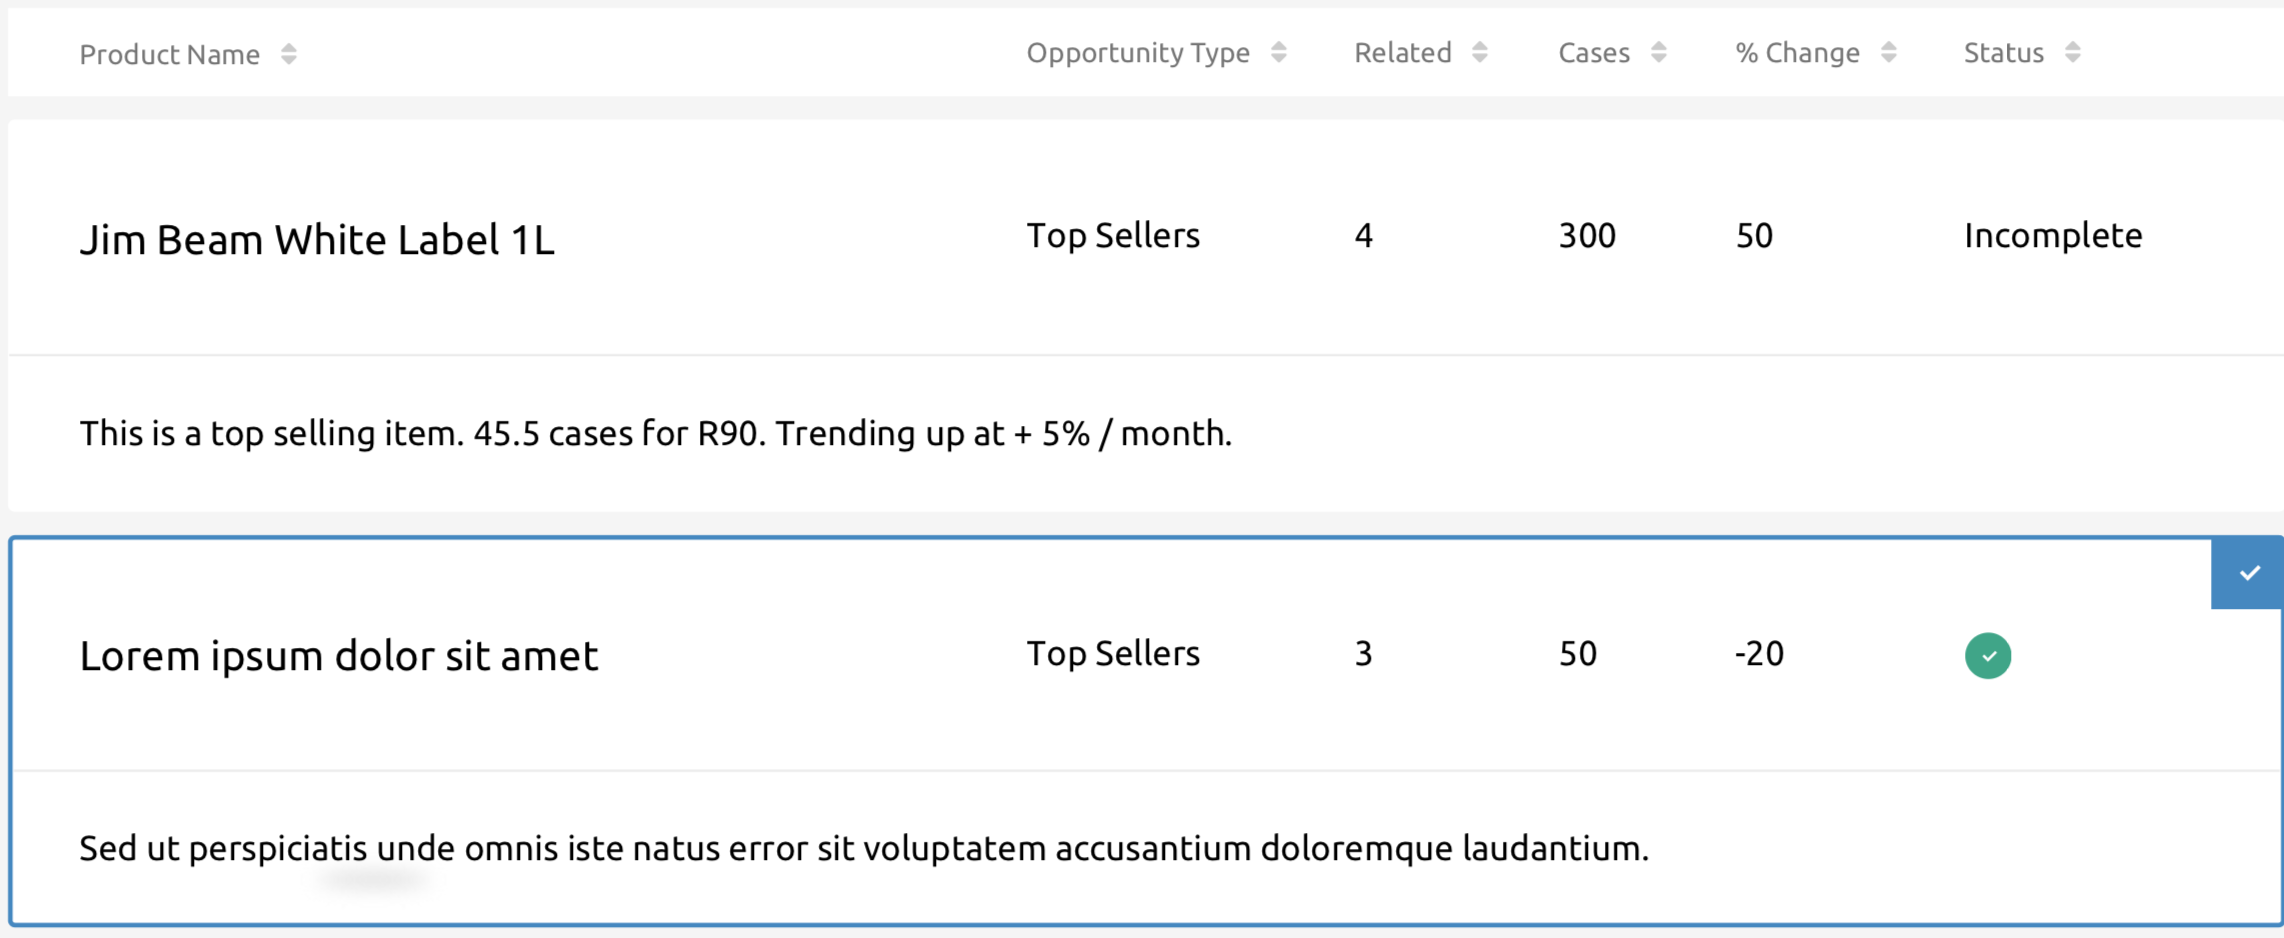 Product Name Opportunity Type Related Cases % Change Status
Jim Beam White Label 1L Top Sellers 4 300 50 Incomplete
This is a top selling item. 45.5 cases for R90. Trending up at + 5% / month.
Lorem ipsum dolor sit amet Top Sellers 3 50 -20
Sed ut perspiciatis unde omnis iste natus error sit voluptatem accusantium doloremque laudantium.